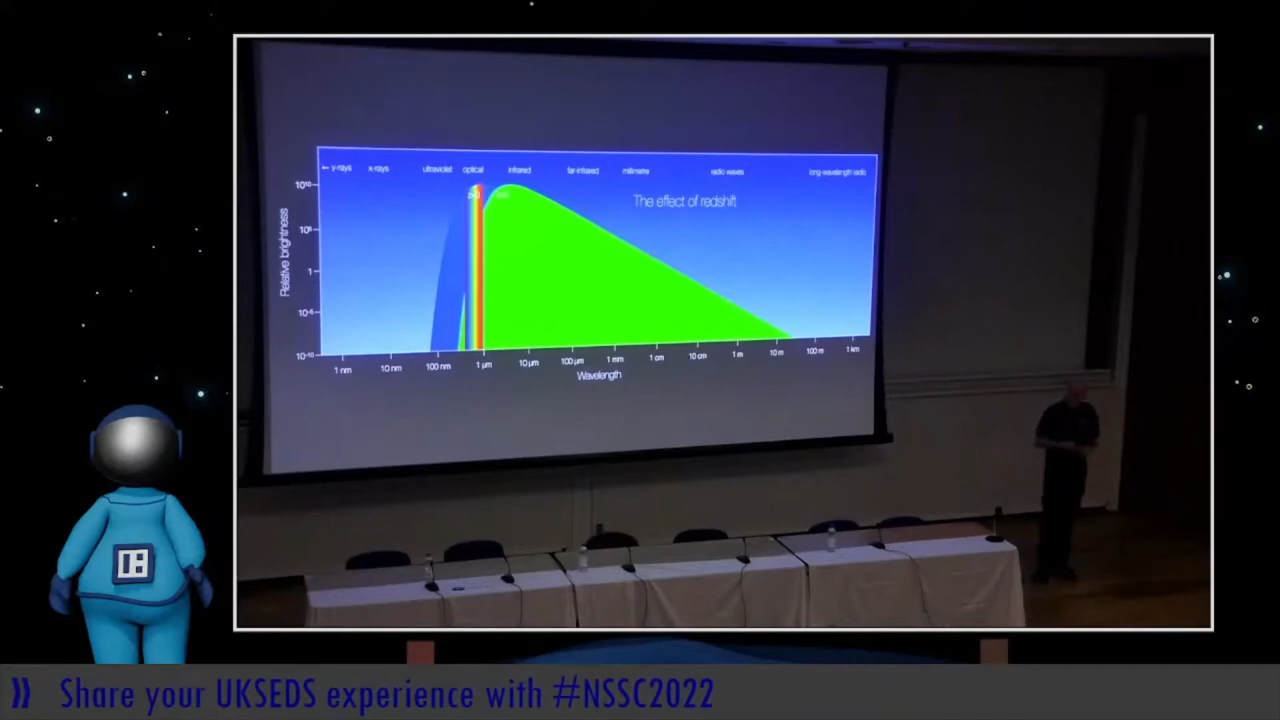 ← γ-rays x-rays ultraviolet optical infrared far-infrared millimetre radio waves long-wavelength radio
The effect of redshift
Relative brightness
10¹⁰
10⁵
1
10⁻⁵
10⁻¹⁰
1 nm 10 nm 100 nm 1 µm 10 µm 100 µm 1 mm 1 cm 10 cm 1 m 10 m 100 m 1 km
Wavelength
» Share your UKSEDS experience with #NSSC2022